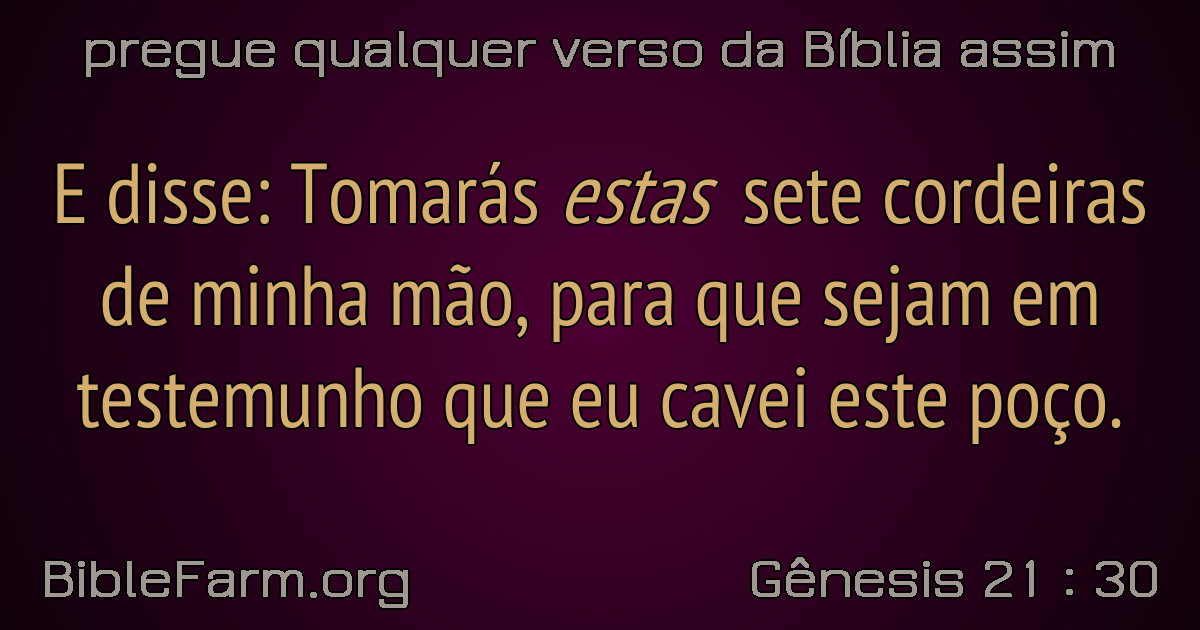 pregue qualquer verso da Bíblia assim
E disse: Tomarás estas sete cordeiras
de minha mão, para que sejam em
testemunho que eu cavei este poço.
BibleFarm.org
Gênesis 21 : 30